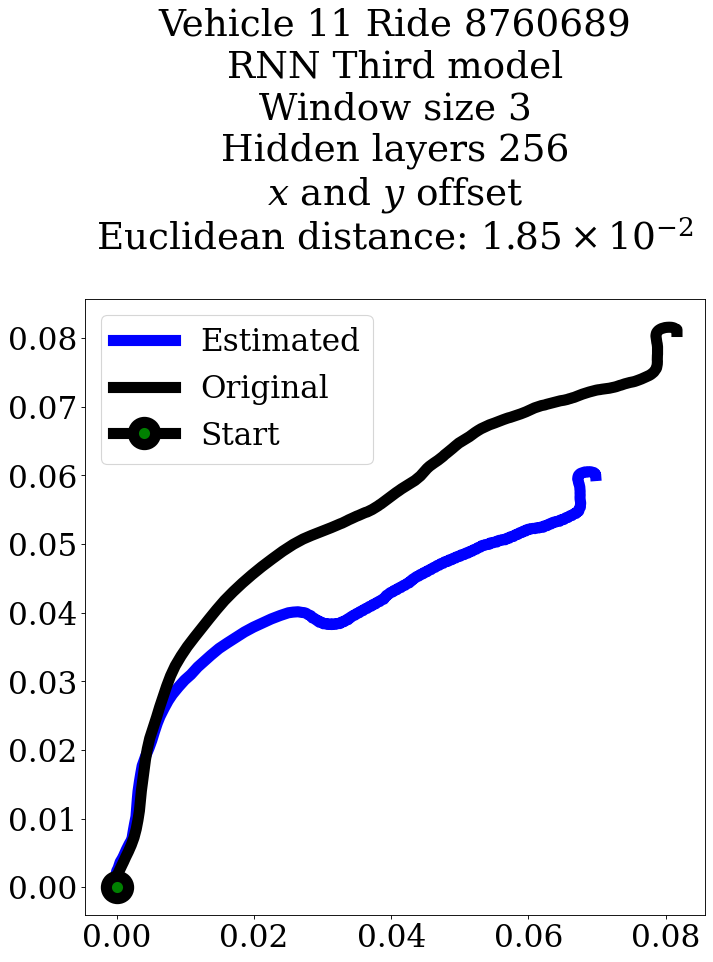 Vehicle 11 Ride 8760689
RNN Third model
Window size 3
Hidden layers 256
x and y offset
Euclidean distance: 1.85 × 10⁻²
Estimated
Original
Start
0.08
0.07
0.06
0.05
0.04
0.03
0.02
0.01
0.00
0.00 0.02 0.04 0.06 0.08